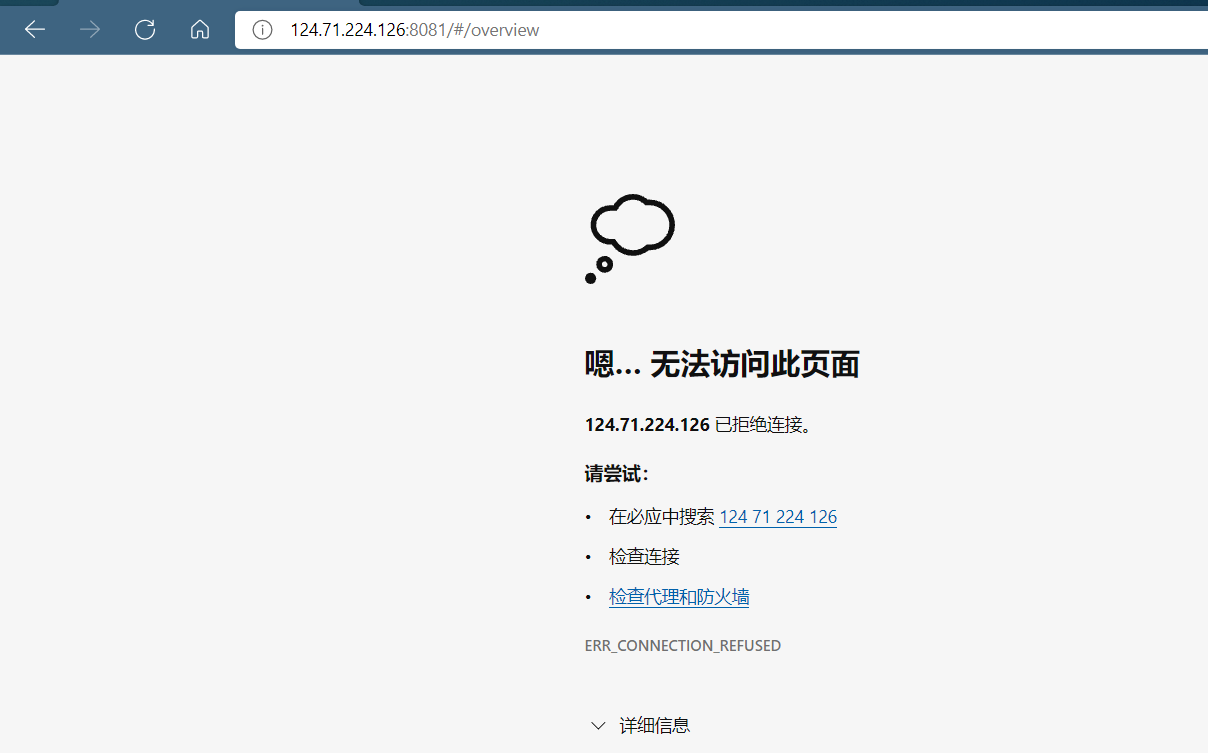 124.71.224.126:8081/#/overview
嗯… 无法访问此页面
124.71.224.126 已拒绝连接。
请尝试：
• 在必应中搜索 124 71 224 126
• 检查连接
• 检查代理和防火墙
ERR_CONNECTION_REFUSED
详细信息